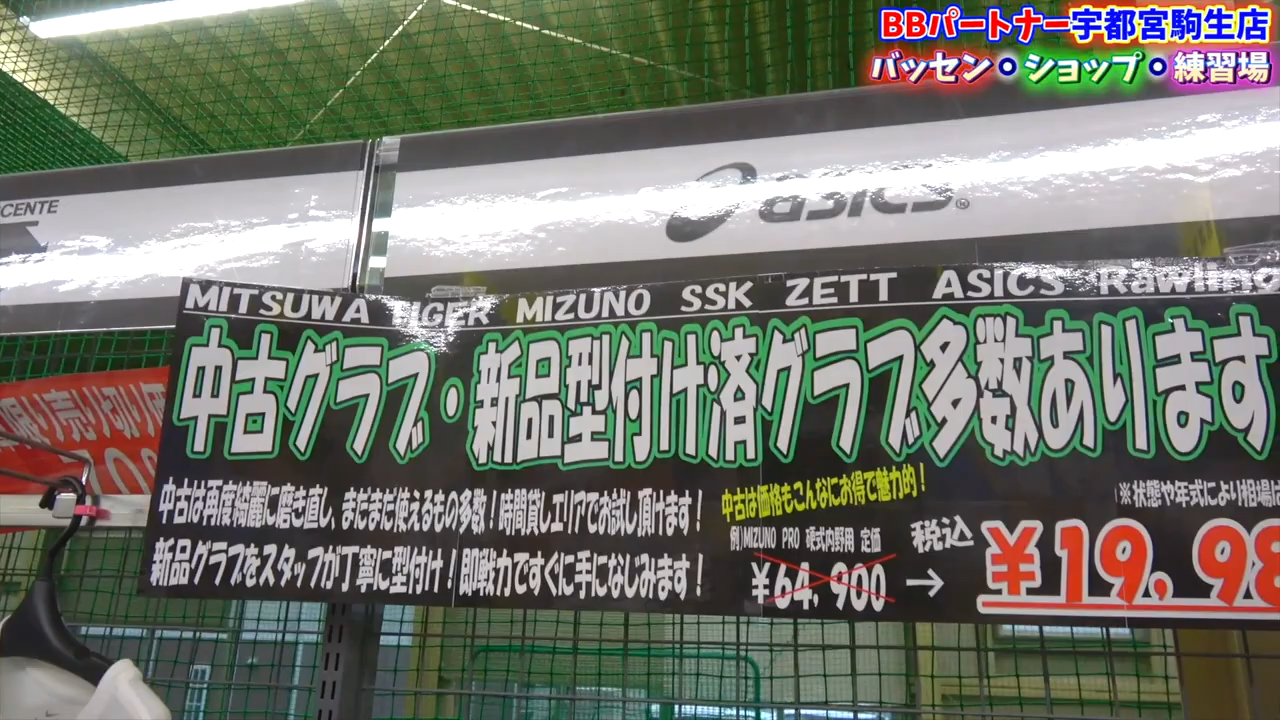 BBパートナー宇都宮駒生店
バッセン・ショップ・練習場
CENTE
asics
MITSUWA TIGER MIZUNO SSK ZETT ASICS Rawling
中古グラブ・新品型付け済グラブ多数あります
中古は再度綺麗に磨き直し、まだまだ使えるもの多数！時間貸しエリアでお試し頂けます！
新品グラブをスタッフが丁寧に型付け！即戦力ですぐに手になじみます！
中古は価格もこんなにお得で魅力的！
例)MIZUNO PRO 硬式内野用 定価
¥64,900 → 税込 ¥19,98
※状態や年式により相場は
限り売り切り価